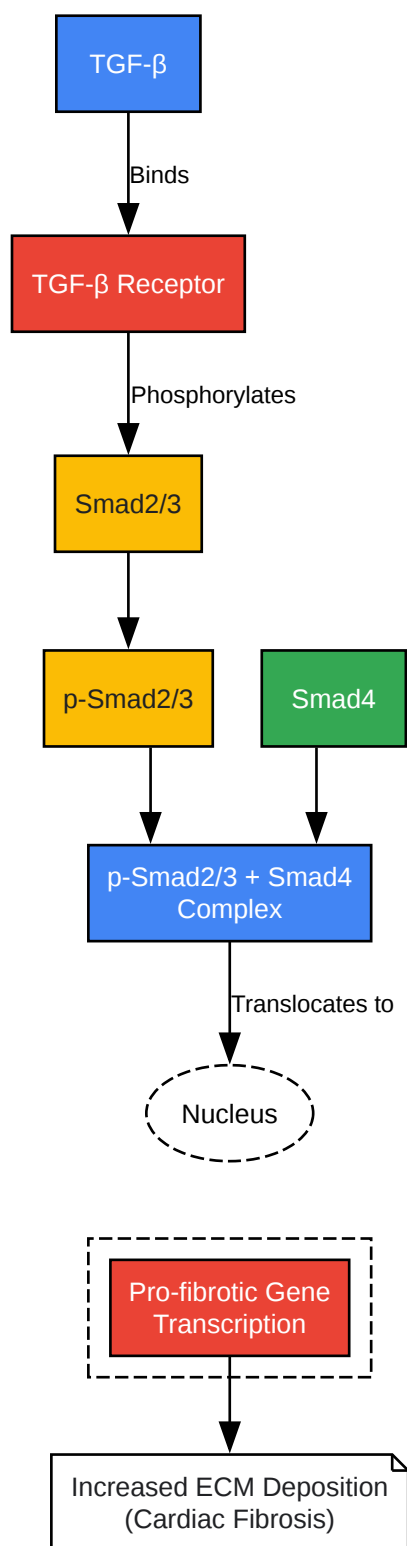 TGF-β
Binds
TGF-β Receptor
Phosphorylates
Smad2/3
p-Smad2/3
Smad4
p-Smad2/3 + Smad4
Complex
Translocates to
Nucleus
Pro-fibrotic Gene
Transcription
Increased ECM Deposition
(Cardiac Fibrosis)